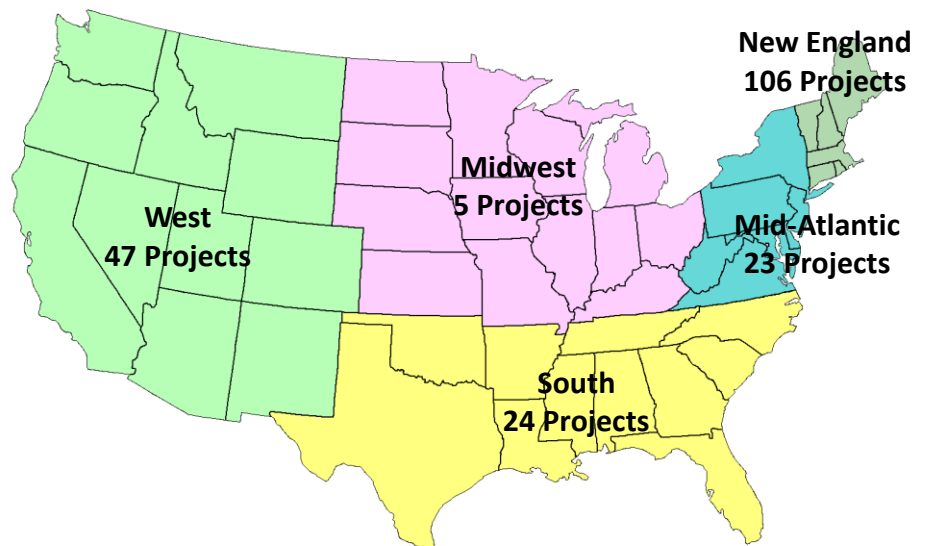 New England
106 Projects
Midwest
5 Projects
West
47 Projects
Mid-Atlantic
23 Projects
South
24 Projects